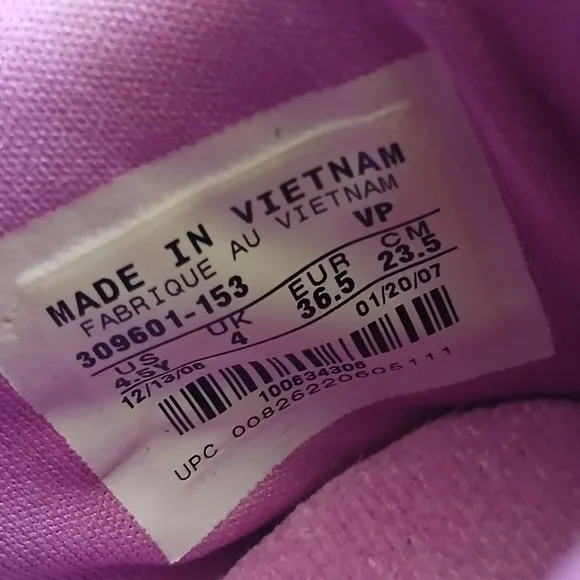 MADE IN VIETNAM
FABRIQUE AU VIETNAM
309601-153 VP
US UK EUR CM
4.5Y 4 36.5 23.5
12/13/06 01/20/07
100634306
UPC 00826220605111